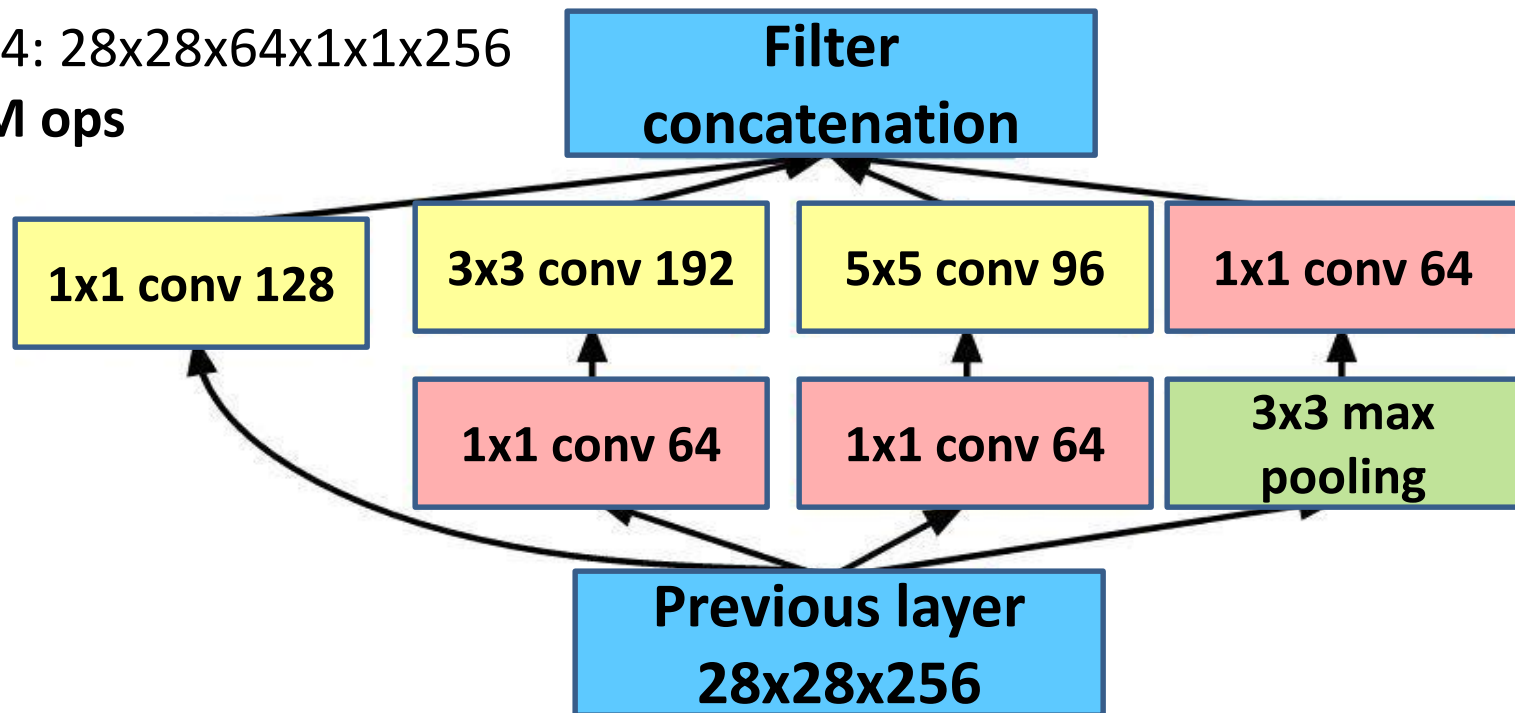 4: 28x28x64x1x1x256
M ops
Filter
concatenation
1x1 conv 128
3x3 conv 192
5x5 conv 96
1x1 conv 64
1x1 conv 64
1x1 conv 64
3x3 max
pooling
Previous layer
28x28x256